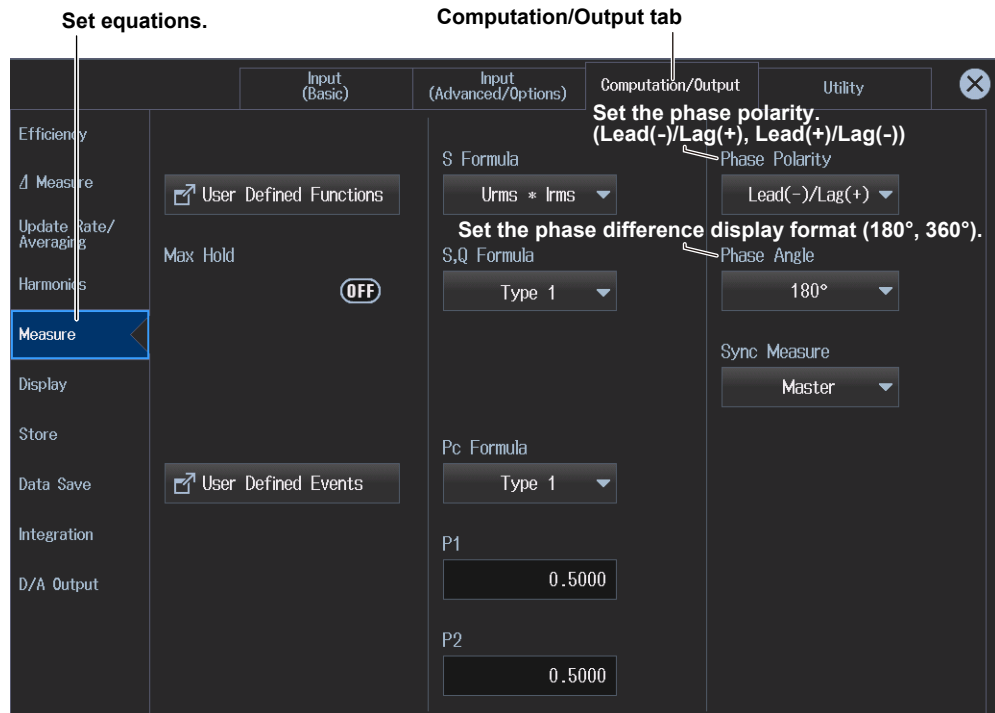 Set equations.
Computation/Output tab
Input
(Basic)
Input
(Advanced/Options)
Computation/Output
Utility
Set the phase polarity.
(Lead(-)/Lag(+), Lead(+)/Lag(-))
Efficiency
S Formula
Phase Polarity
⊿ Measure
User Defined Functions
Urms * Irms
Lead(-)/Lag(+)
Update Rate/
Averaging
Set the phase difference display format (180°, 360°).
Max Hold
S,Q Formula
Phase Angle
Harmonics
OFF
Type 1
180°
Measure
Sync Measure
Display
Master
Store
Pc Formula
Data Save
User Defined Events
Type 1
Integration
P1
D/A Output
0.5000
P2
0.5000